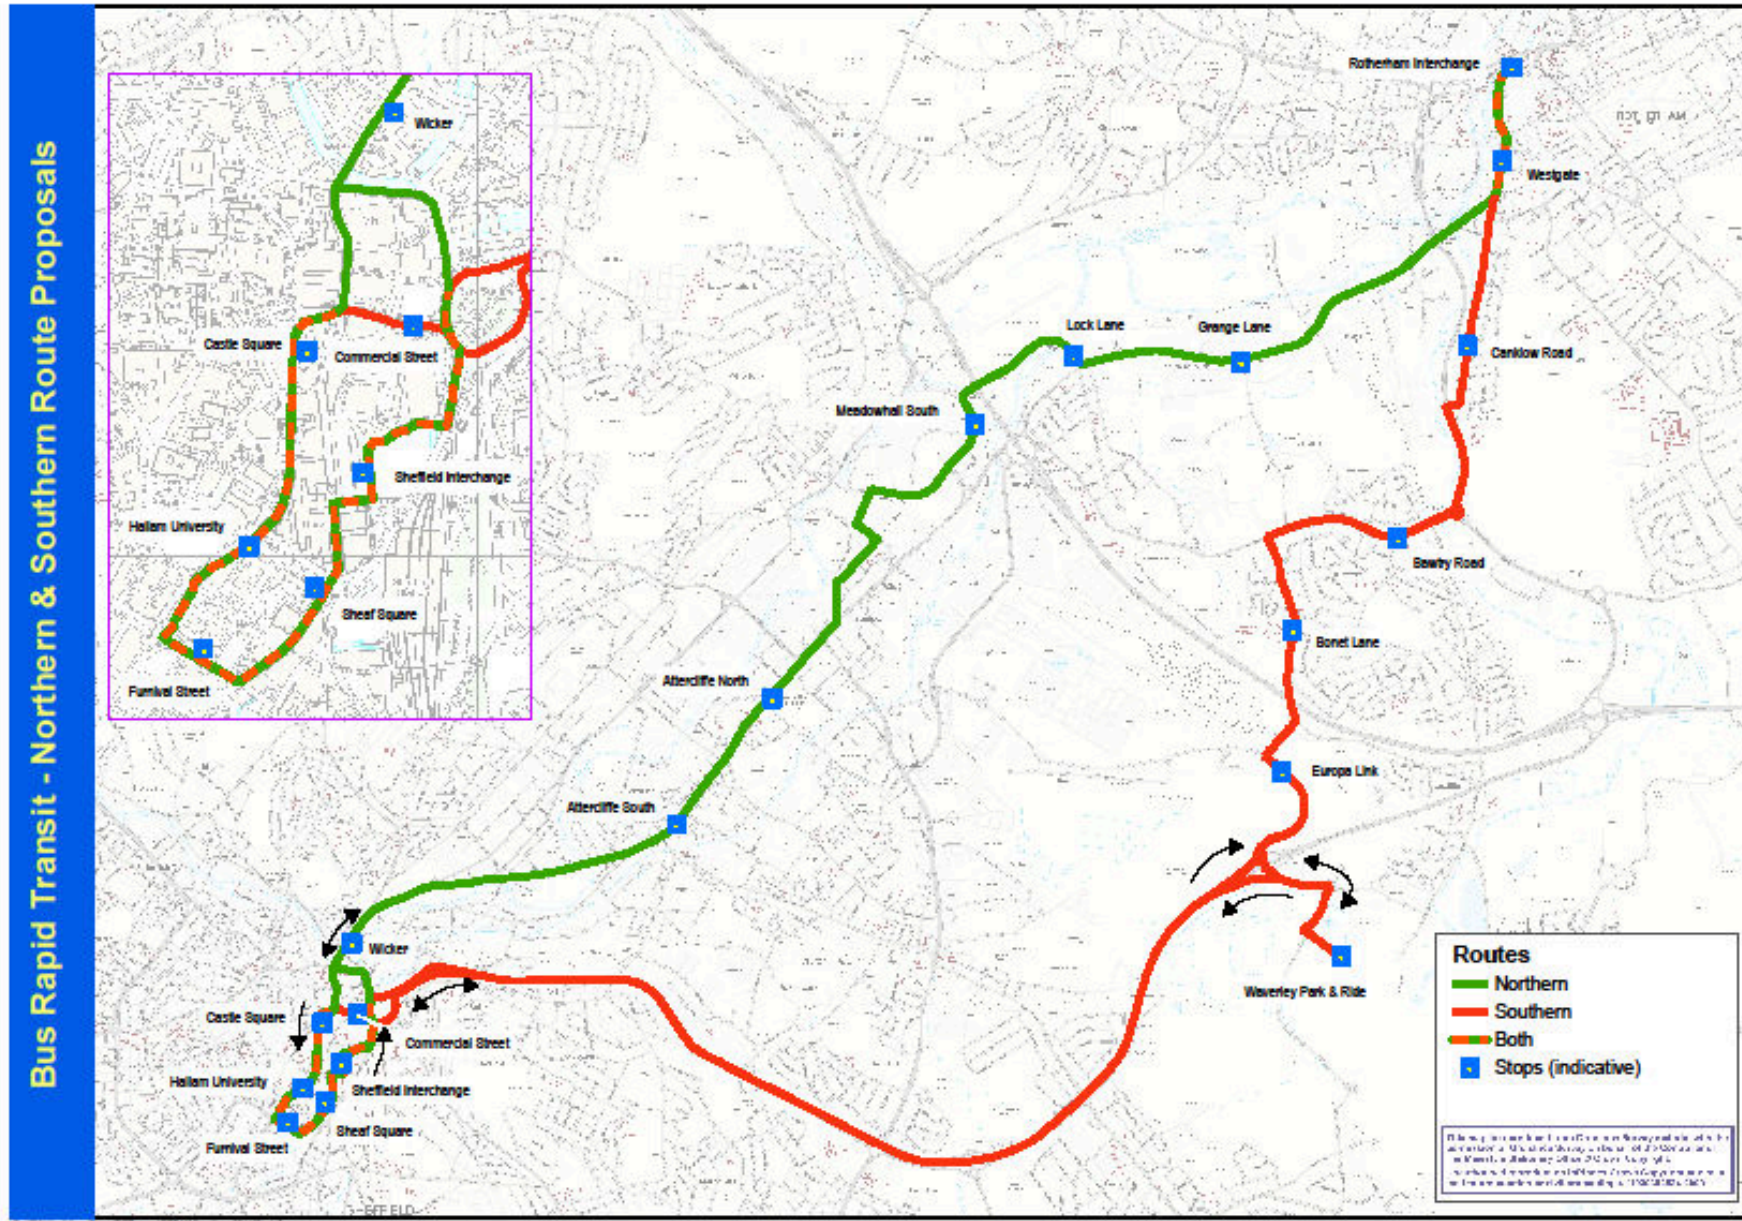 Bus Rapid Transit - Northern & Southern Route Proposals
Wicker
Castle Square
Commercial Street
Sheffield Interchange
Hallam University
Sheaf Square
Furnival Street
Rotherham Interchange
Westgate
Lock Lane
Grange Lane
Canklow Road
Meadowhall South
Bawtry Road
Bonet Lane
Attercliffe North
Europa Link
Attercliffe South
Wicker
Waverley Park & Ride
Castle Square
Commercial Street
Hallam University
Sheffield Interchange
Sheaf Square
Furnival Street
Routes
Northern
Southern
Both
Stops (indicative)